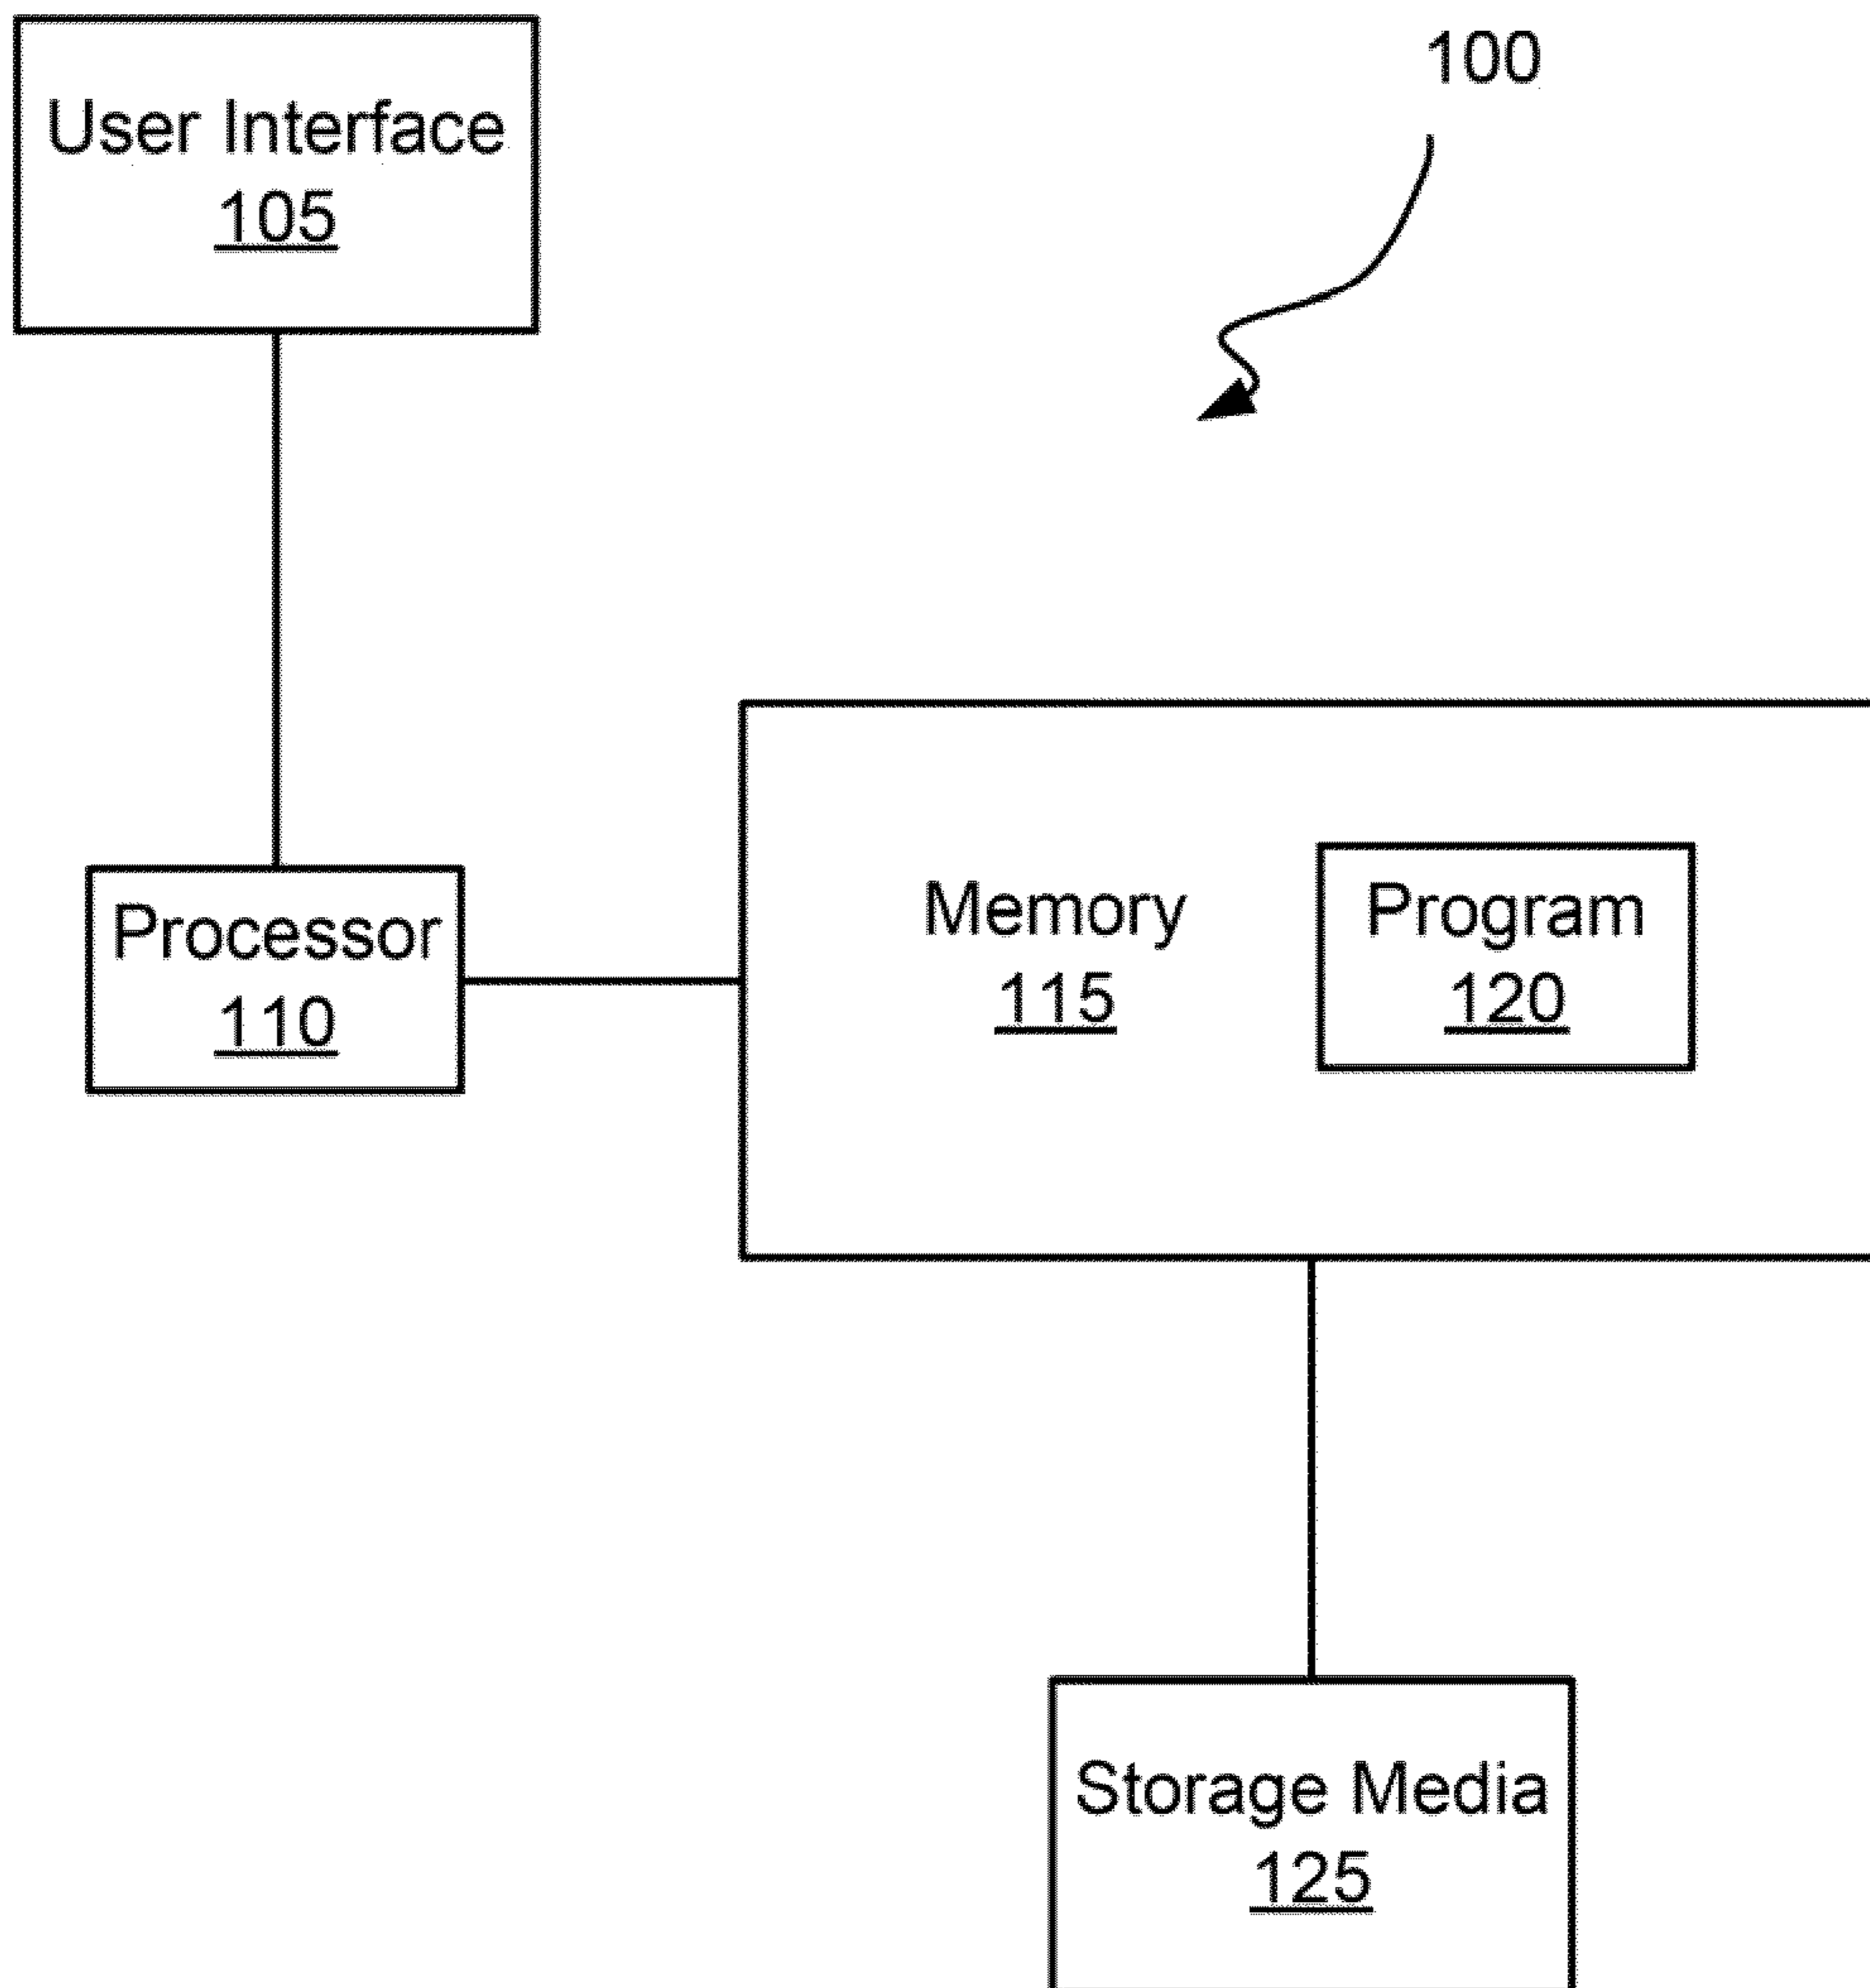 100
User Interface
105
Processor
110
Memory
115
Program
120
Storage Media
125